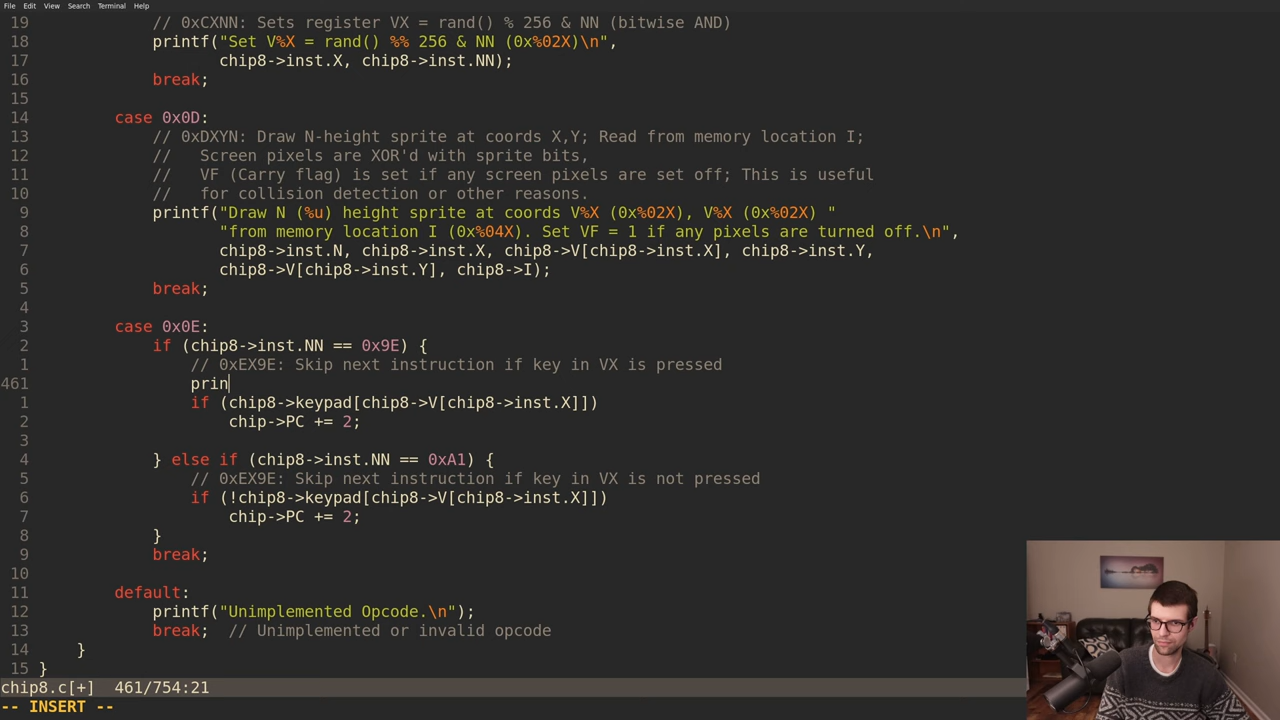 File Edit View Search Terminal Help
19 // 0xCXNN: Sets register VX = rand() % 256 & NN (bitwise AND)
18 printf("Set V%X = rand() %% 256 & NN (0x%02X)\n",
17 chip8->inst.X, chip8->inst.NN);
16 break;
15
14 case 0x0D:
13 // 0xDXYN: Draw N-height sprite at coords X,Y; Read from memory location I;
12 //   Screen pixels are XOR'd with sprite bits,
11 //   VF (Carry flag) is set if any screen pixels are set off; This is useful
10 //   for collision detection or other reasons.
9 printf("Draw N (%u) height sprite at coords V%X (0x%02X), V%X (0x%02X) "
8 "from memory location I (0x%04X). Set VF = 1 if any pixels are turned off.\n",
7 chip8->inst.N, chip8->inst.X, chip8->V[chip8->inst.X], chip8->inst.Y,
6 chip8->V[chip8->inst.Y], chip8->I);
5 break;
4
3 case 0x0E:
2 if (chip8->inst.NN == 0x9E) {
1 // 0xEX9E: Skip next instruction if key in VX is pressed
461 prin
1 if (chip8->keypad[chip8->V[chip8->inst.X]])
2 chip->PC += 2;
3
4 } else if (chip8->inst.NN == 0xA1) {
5 // 0xEX9E: Skip next instruction if key in VX is not pressed
6 if (!chip8->keypad[chip8->V[chip8->inst.X]])
7 chip->PC += 2;
8 }
9 break;
10
11 default:
12 printf("Unimplemented Opcode.\n");
13 break;  // Unimplemented or invalid opcode
14 }
15 }
chip8.c[+] 461/754:21
-- INSERT --